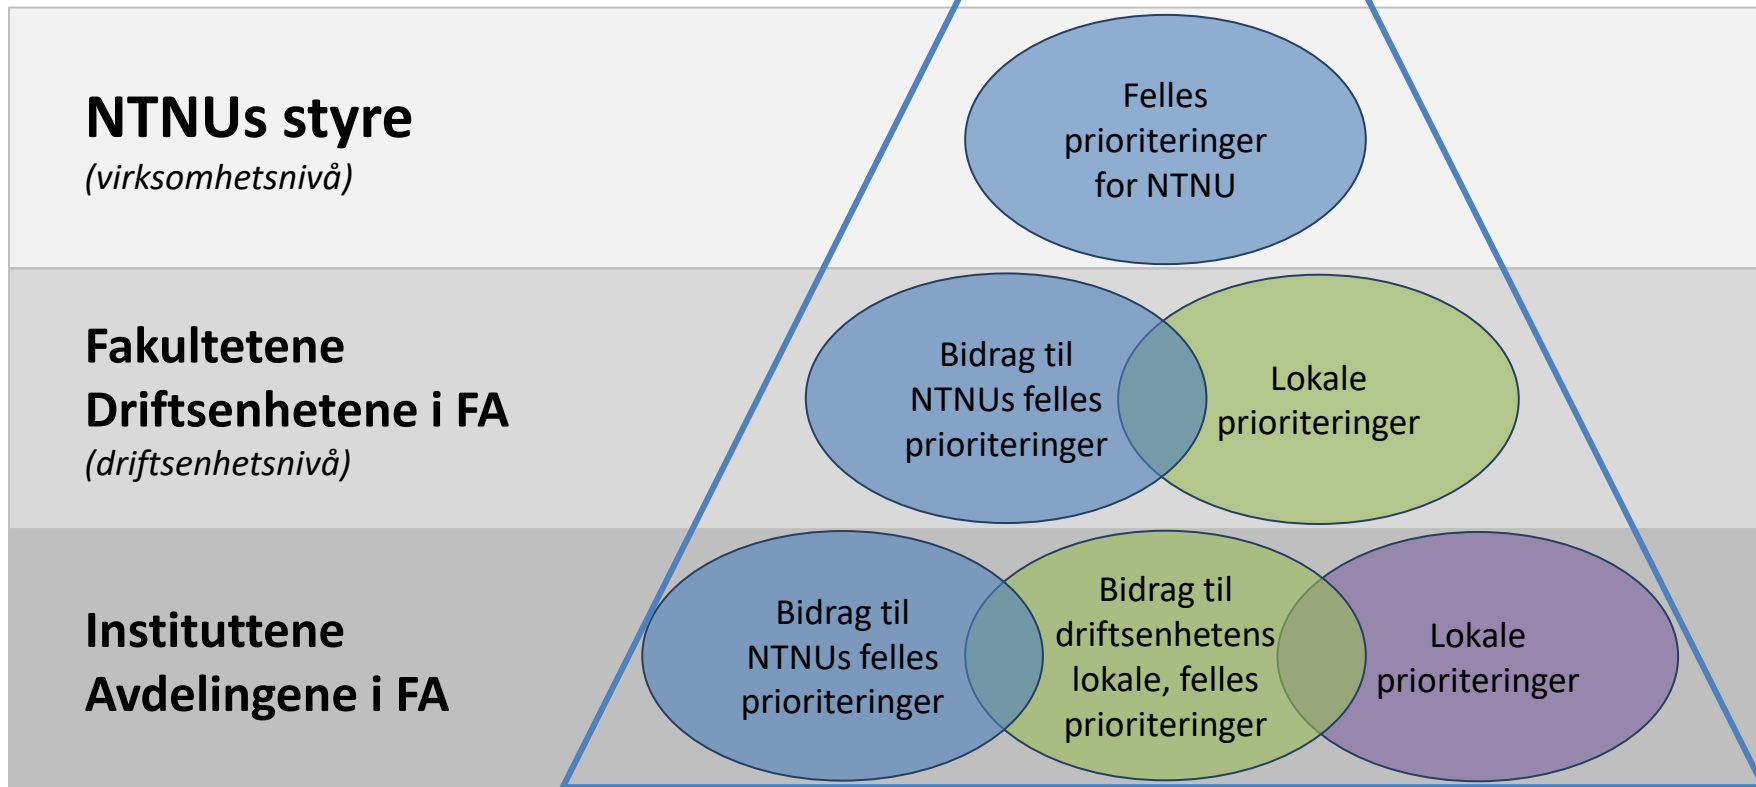 NTNUs styre
(virksomhetsnivå)
Felles
prioriteringer
for NTNU
Fakultetene
Driftsenhetene i FA
(driftsenhetsnivå)
Bidrag til
NTNUs felles
prioriteringer
Lokale
prioriteringer
Instituttene
Avdelingene i FA
Bidrag til
NTNUs felles
prioriteringer
Bidrag til
driftsenhetens
lokale, felles
prioriteringer
Lokale
prioriteringer